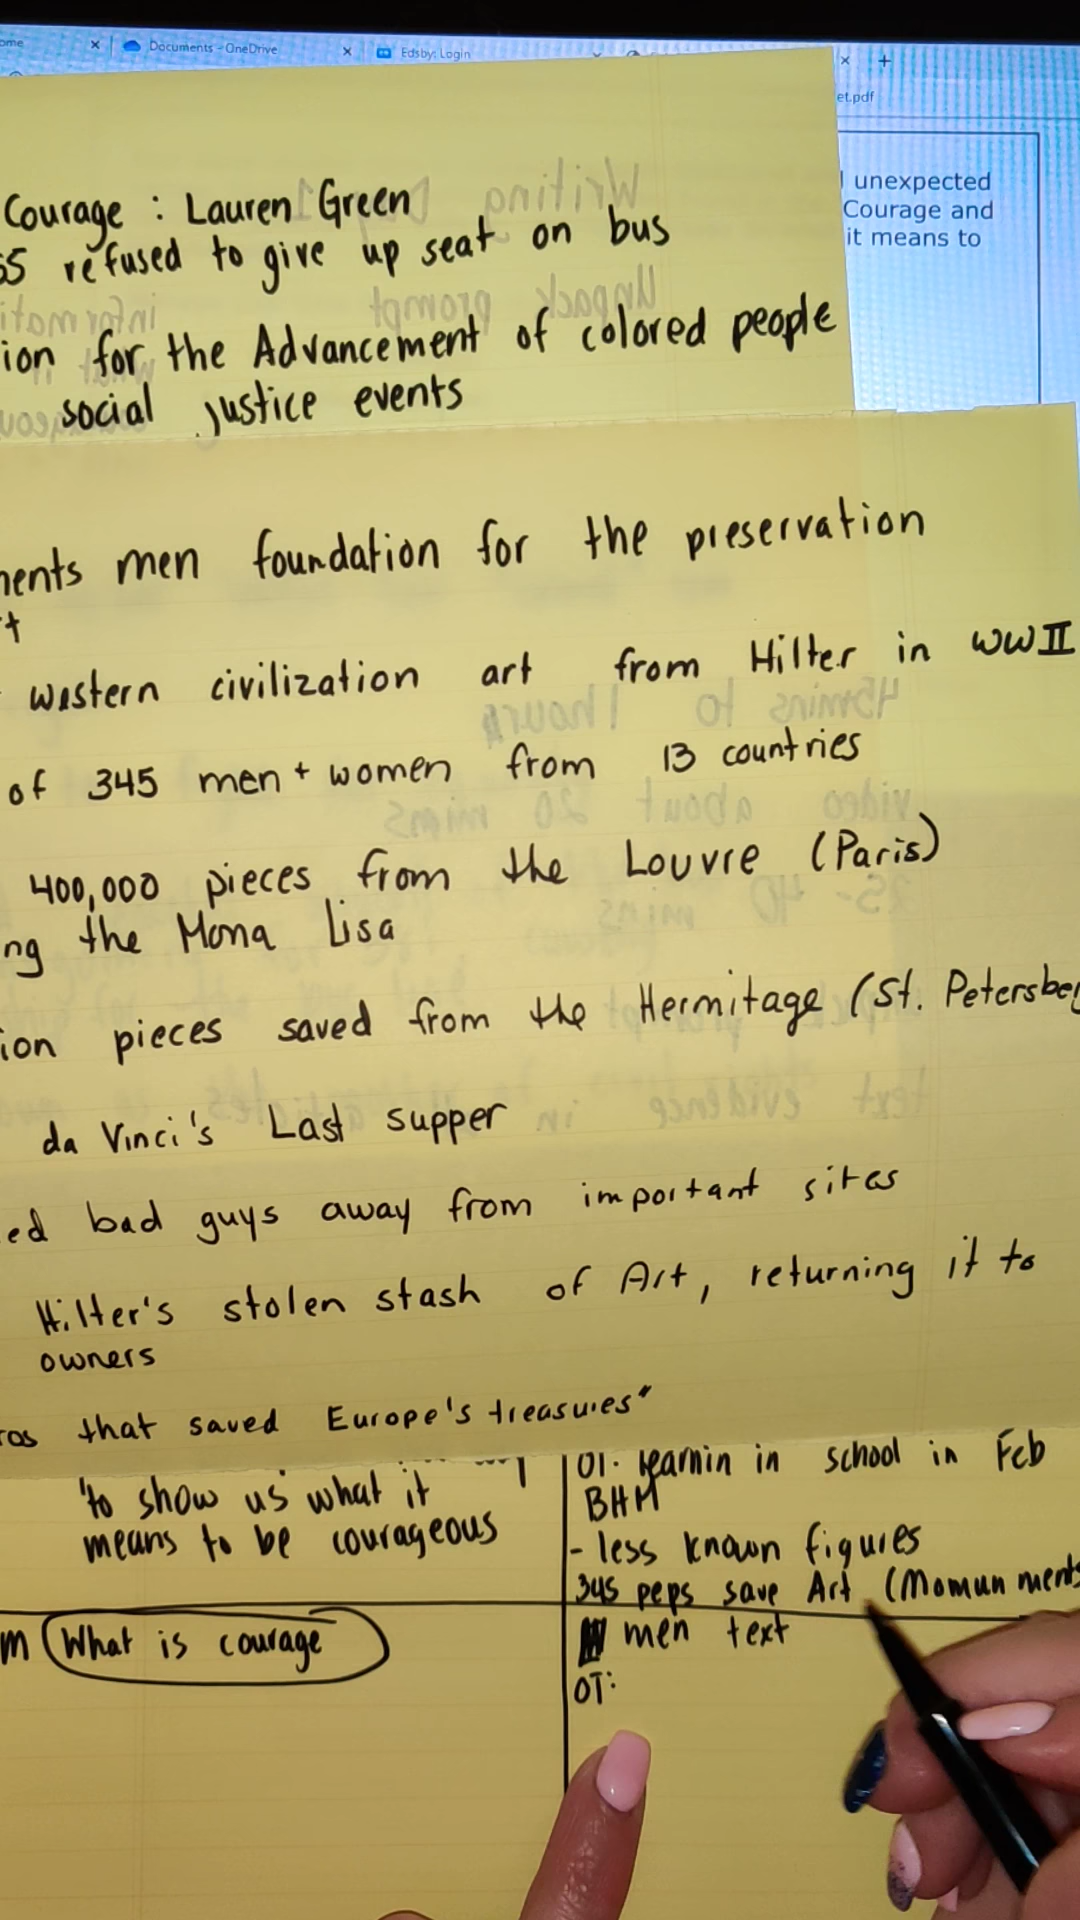 Documents - OneDrive
Edsby: Login
et.pdf
unexpected
Courage and
it means to
Courage : Lauren Green
55 refused to give up seat on bus
ion for the Advancement of colored people
social justice events
ments men foundation for the preservation
western civilization art from Hilter in WWII
of 345 men + women from 13 countries
400,000 pieces from the Louvre (Paris)
ng the Mona Lisa
ion pieces saved from the Hermitage (St. Petersber
da Vinci's Last supper
ed bad guys away from important sites
Hilter's stolen stash of Art, returning it to
owners
ros that saved Europe's treasures"
to show us what it
means to be courageous
What is courage
OT: learnin in school in Feb
BHM
- less known figures
345 peps save Art (Momunments
men text
OT: